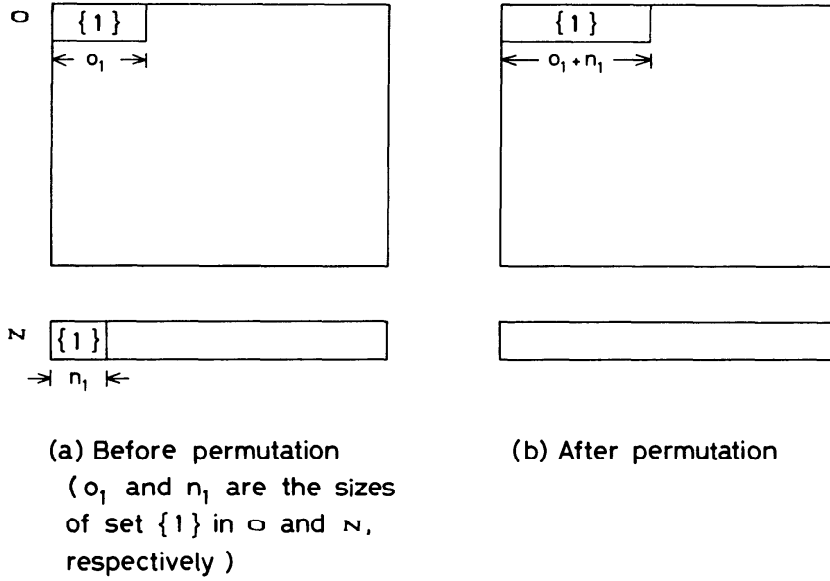 O
{1}
o₁
N
{1}
n₁
{1}
o₁ + n₁
(a) Before permutation
(o₁ and n₁ are the sizes
of set {1} in O and N,
respectively)
(b) After permutation